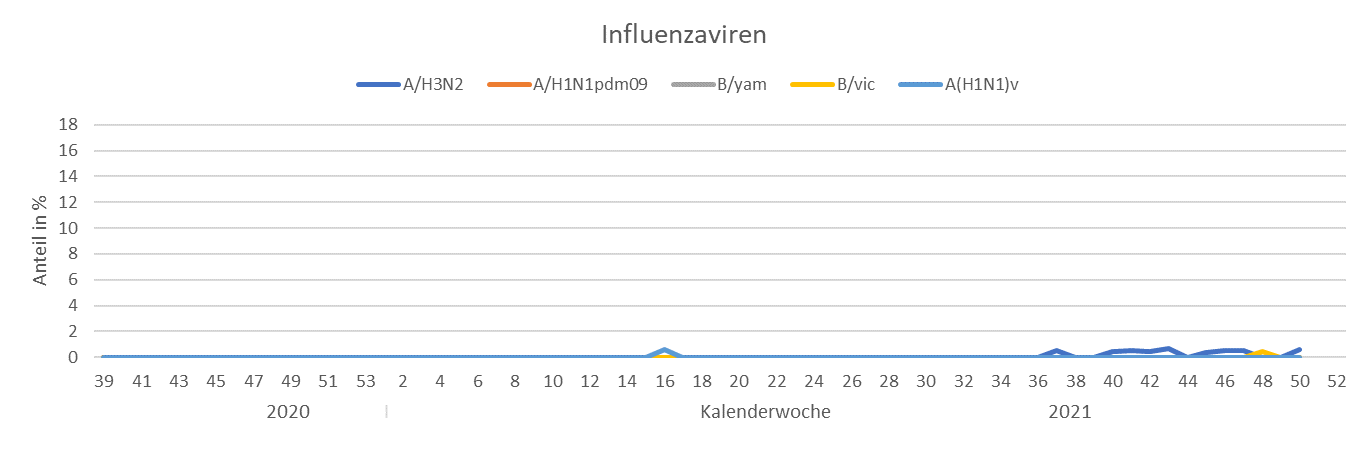 Influenzaviren
A/H3N2 A/H1N1pdm09 B/yam B/vic A(H1N1)v
18
16
14
12
10
8
6
4
2
0
Anteil in %
39 41 43 45 47 49 51 53 2 4 6 8 10 12 14 16 18 20 22 24 26 28 30 32 34 36 38 40 42 44 46 48 50 52
2020 Kalenderwoche 2021